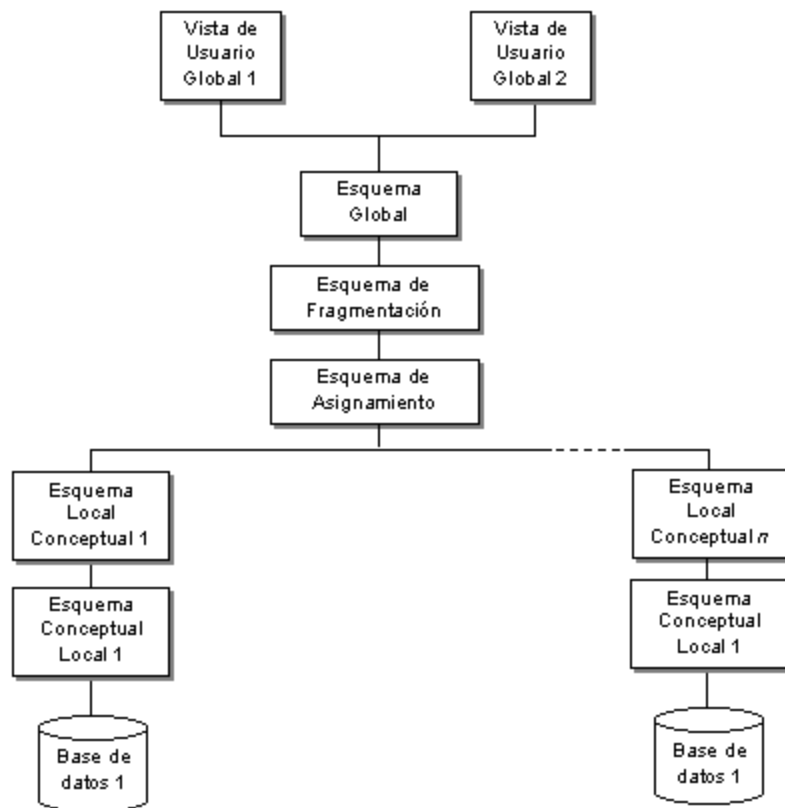 Vista de
Usuario
Global 1
Vista de
Usuario
Global 2
Esquema
Global
Esquema de
Fragmentación
Esquema de
Asignamiento
Esquema
Local
Conceptual 1
Esquema
Local
Conceptual n
Esquema
Conceptual
Local 1
Esquema
Conceptual
Local 1
Base de
datos 1
Base de
datos 1